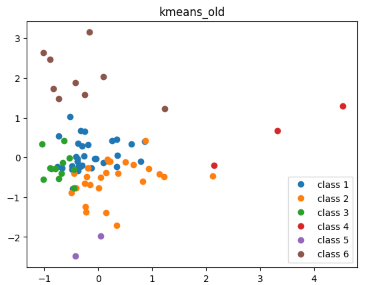 kmeans_old
3
2
1
0
−1
−2
−1
0
1
2
3
4
class 1
class 2
class 3
class 4
class 5
class 6